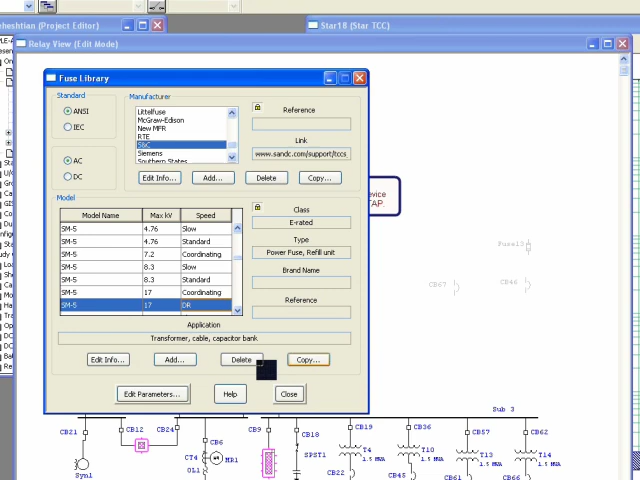 eheshtian (Project Editor)
Star18 (Star TCC)
Relay View (Edit Mode)
Fuse Library
Standard
ANSI
IEC
AC
DC
Manufacturer
Littelfuse
McGraw-Edison
New MFR
RTE
S&C
Siemens
Southern States
Reference
Link
www.sandc.com/support/tccs
Edit Info...
Add...
Delete
Copy...
Model
Model Name Max kV Speed
SM-5 4.76 Slow
SM-5 4.76 Standard
SM-5 7.2 Coordinating
SM-5 8.3 Slow
SM-5 8.3 Standard
SM-5 17 Coordinating
SM-5 17 DR
Class
E-rated
Type
Power Fuse, Refill unit
Brand Name
Reference
Application
Transformer, cable, capacitor bank
Edit Info...
Add...
Delete
Copy...
Edit Parameters...
Help
Close
evice
TAP.
Fuse13
CB67
CB46
Sub 3
CB21
CB12
CB24
CB6
CB9
CB18
CB19
CB36
CB57
CB62
Syn1
CT4
MR1
OL1
SPST1
T4
1.5 MVA
T10
1.5 MVA
T13
1.5 MVA
T14
1.5 MVA
CB22
CB45
CB61
CB66